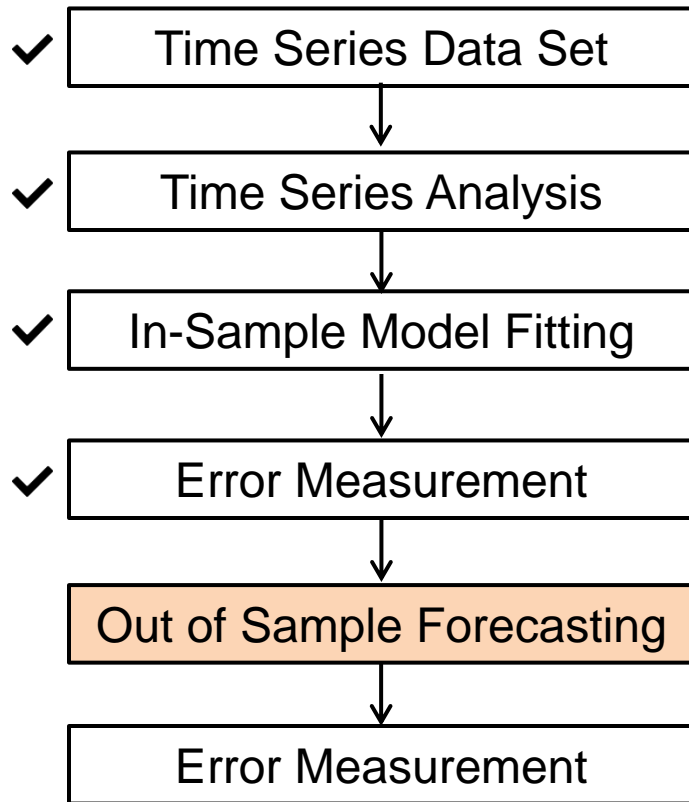 Time Series Data Set
Time Series Analysis
In-Sample Model Fitting
Error Measurement
Out of Sample Forecasting
Error Measurement